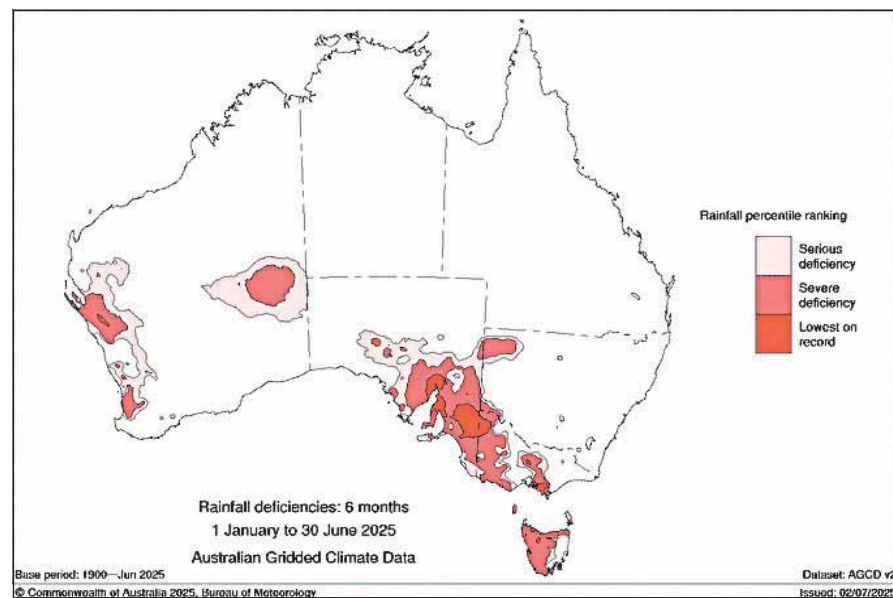 Rainfall percentile ranking
Serious
deficiency
Severe
deficiency
Lowest on
record
Rainfall deficiencies: 6 months
1 January to 30 June 2025
Australian Gridded Climate Data
Base period: 1900—Jun 2025
Dataset: AGCD v2
© Commonwealth of Australia 2025, Bureau of Meteorology
Issued: 02/07/2025